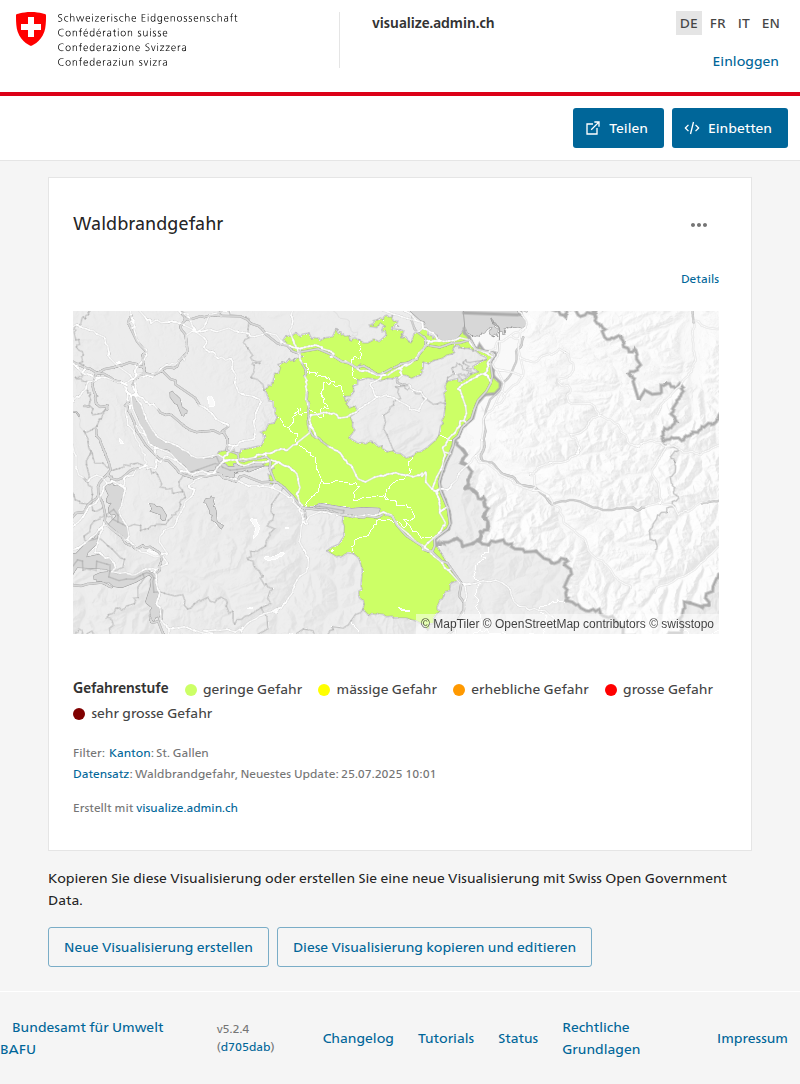 Schweizerische Eidgenossenschaft
Confédération suisse
Confederazione Svizzera
Confederaziun svizra
visualize.admin.ch
DE FR IT EN
Einloggen
Teilen Einbetten
Waldbrandgefahr
Details
© MapTiler © OpenStreetMap contributors © swisstopo
Gefahrenstufe geringe Gefahr mässige Gefahr erhebliche Gefahr grosse Gefahr
sehr grosse Gefahr
Filter: Kanton: St. Gallen
Datensatz: Waldbrandgefahr, Neuestes Update: 25.07.2025 10:01
Erstellt mit visualize.admin.ch
Kopieren Sie diese Visualisierung oder erstellen Sie eine neue Visualisierung mit Swiss Open Government
Data.
Neue Visualisierung erstellen Diese Visualisierung kopieren und editieren
Bundesamt für Umwelt
BAFU
v5.2.4
(d705dab)
Changelog Tutorials Status
Rechtliche
Grundlagen
Impressum